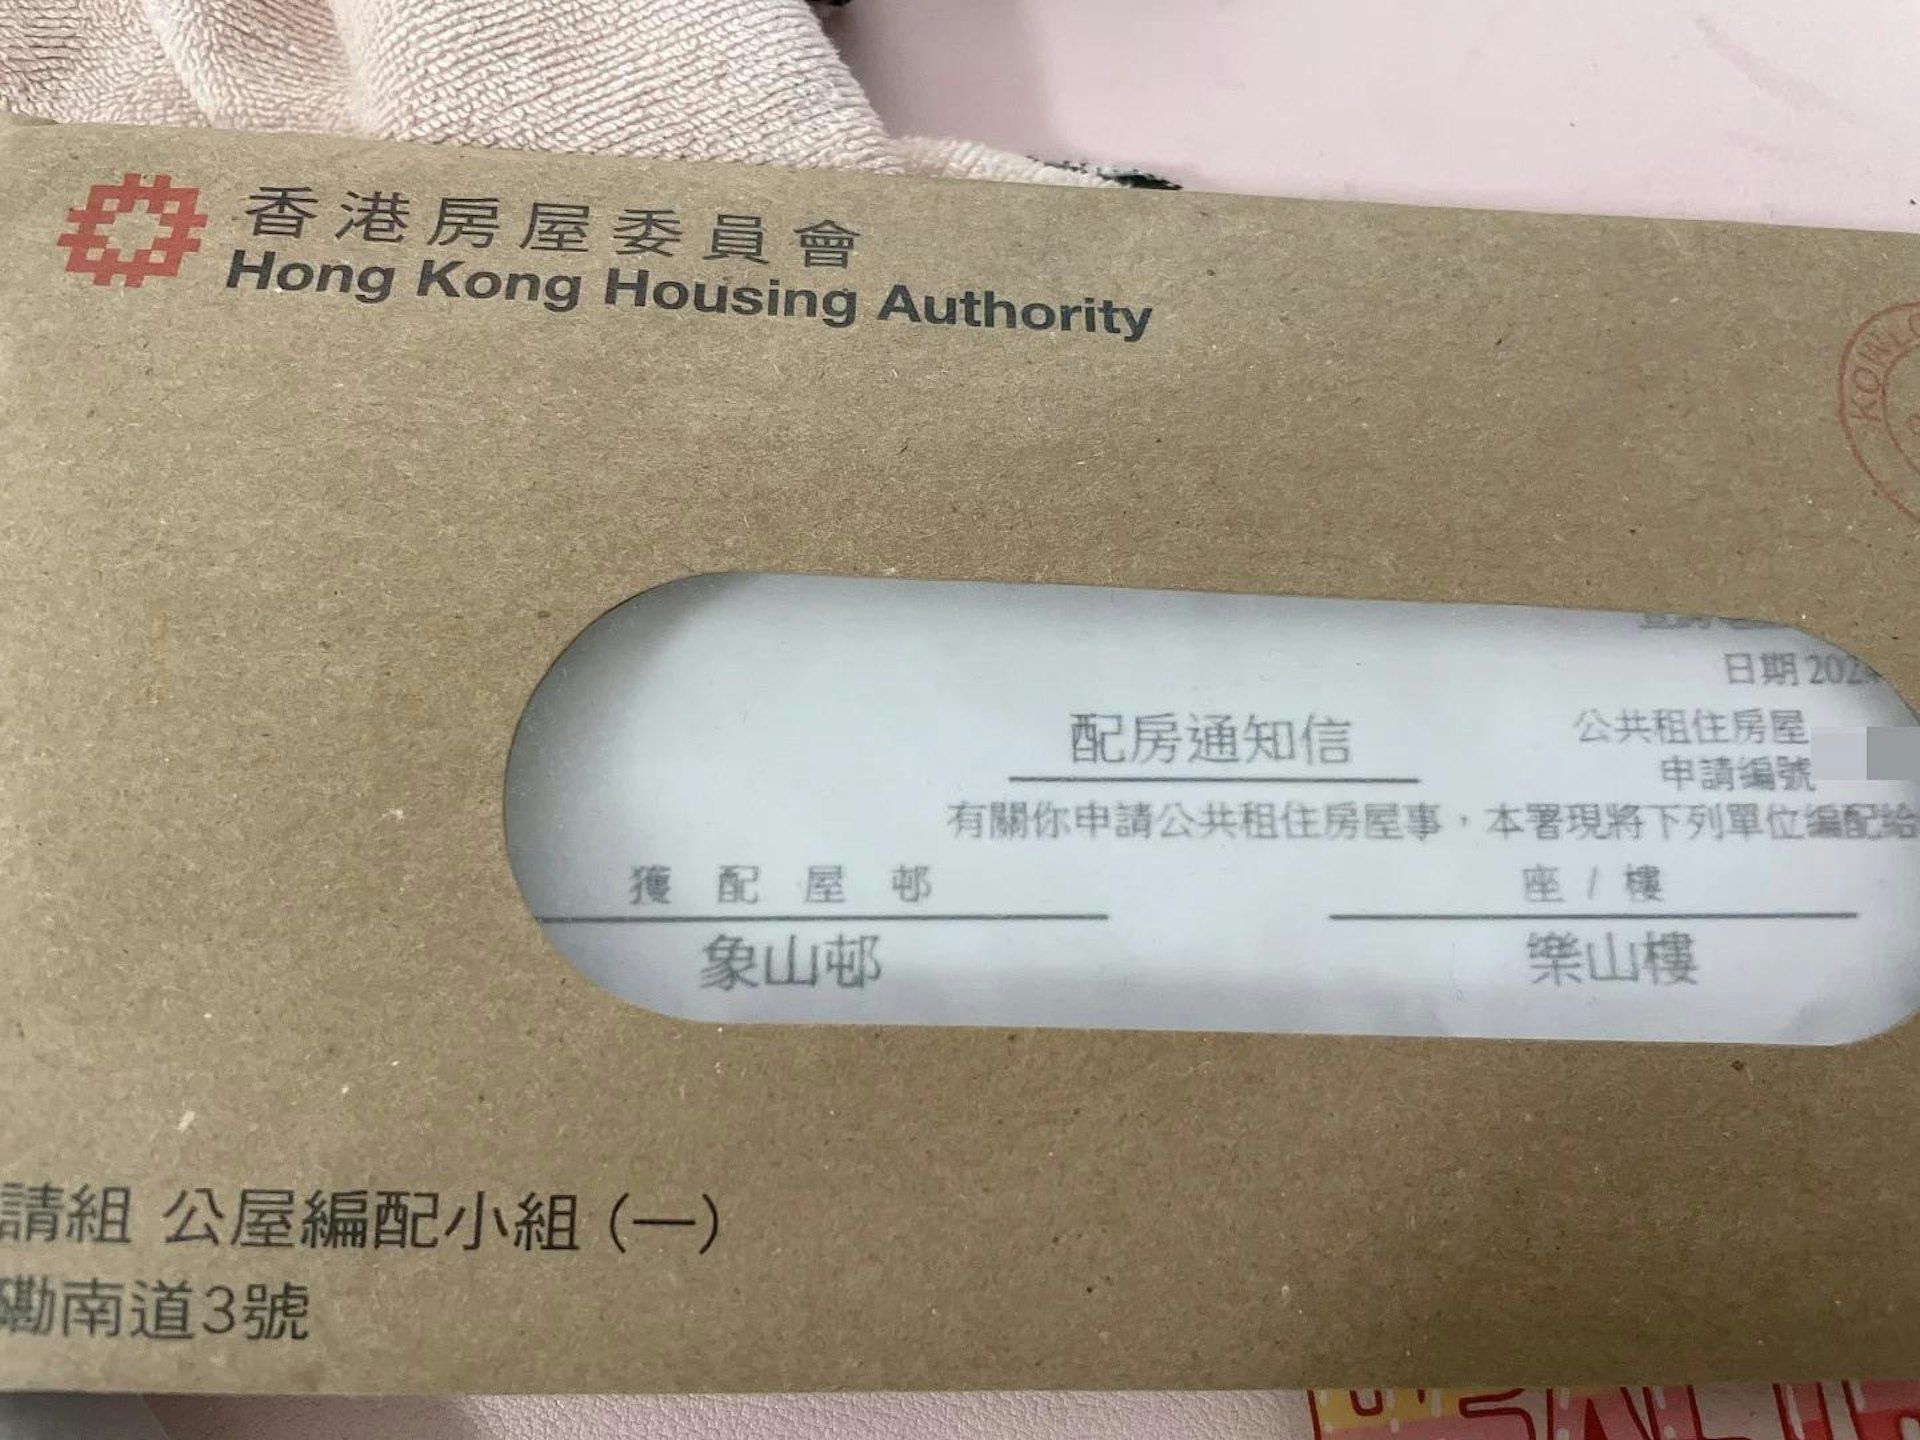 香港房屋委員會
Hong Kong Housing Authority
KOWLO
日期 202
配房通知信
公共租住房屋
申請編號
有關你申請公共租住房屋事，本署現將下列單位編配給
獲配屋邨
座 / 樓
象山邨
樂山樓
請組 公屋編配小組 (一)
磡南道3號